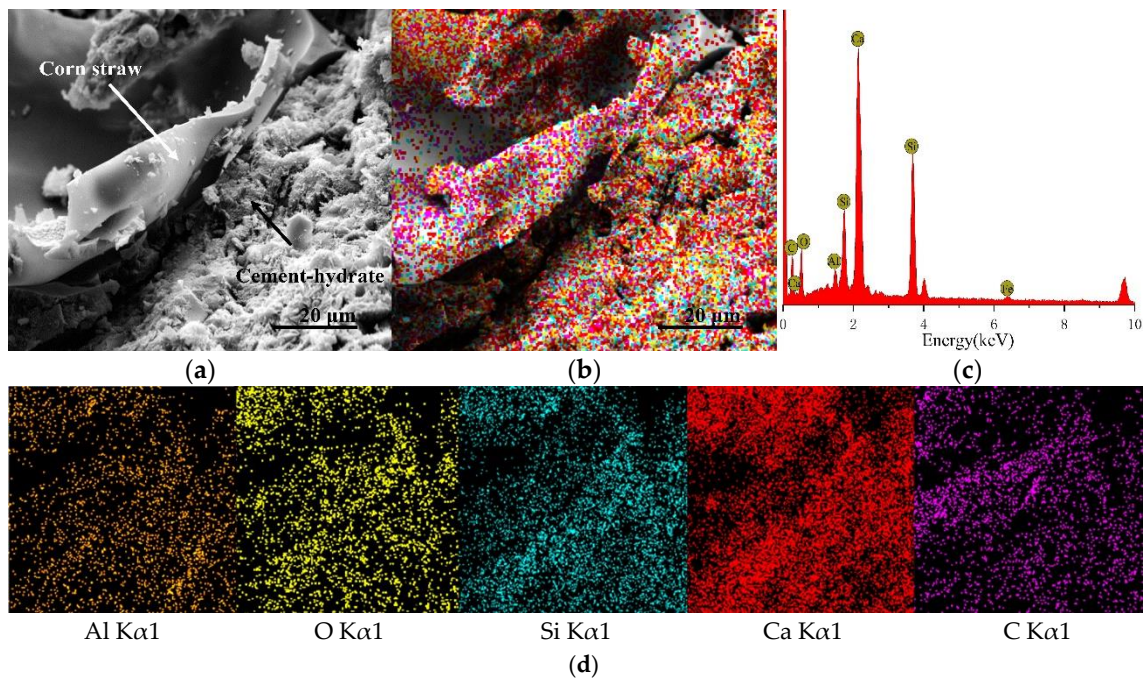 Corn straw
Cement-hydrate
20 μm
20 μm
(a)
(b)
Ca
Si
Si
C
O
Al
Ca
Fe
0 2 4 6 8 10
Energy(keV)
(c)
Al Kα1 O Kα1 Si Kα1 Ca Kα1 C Kα1
(d)